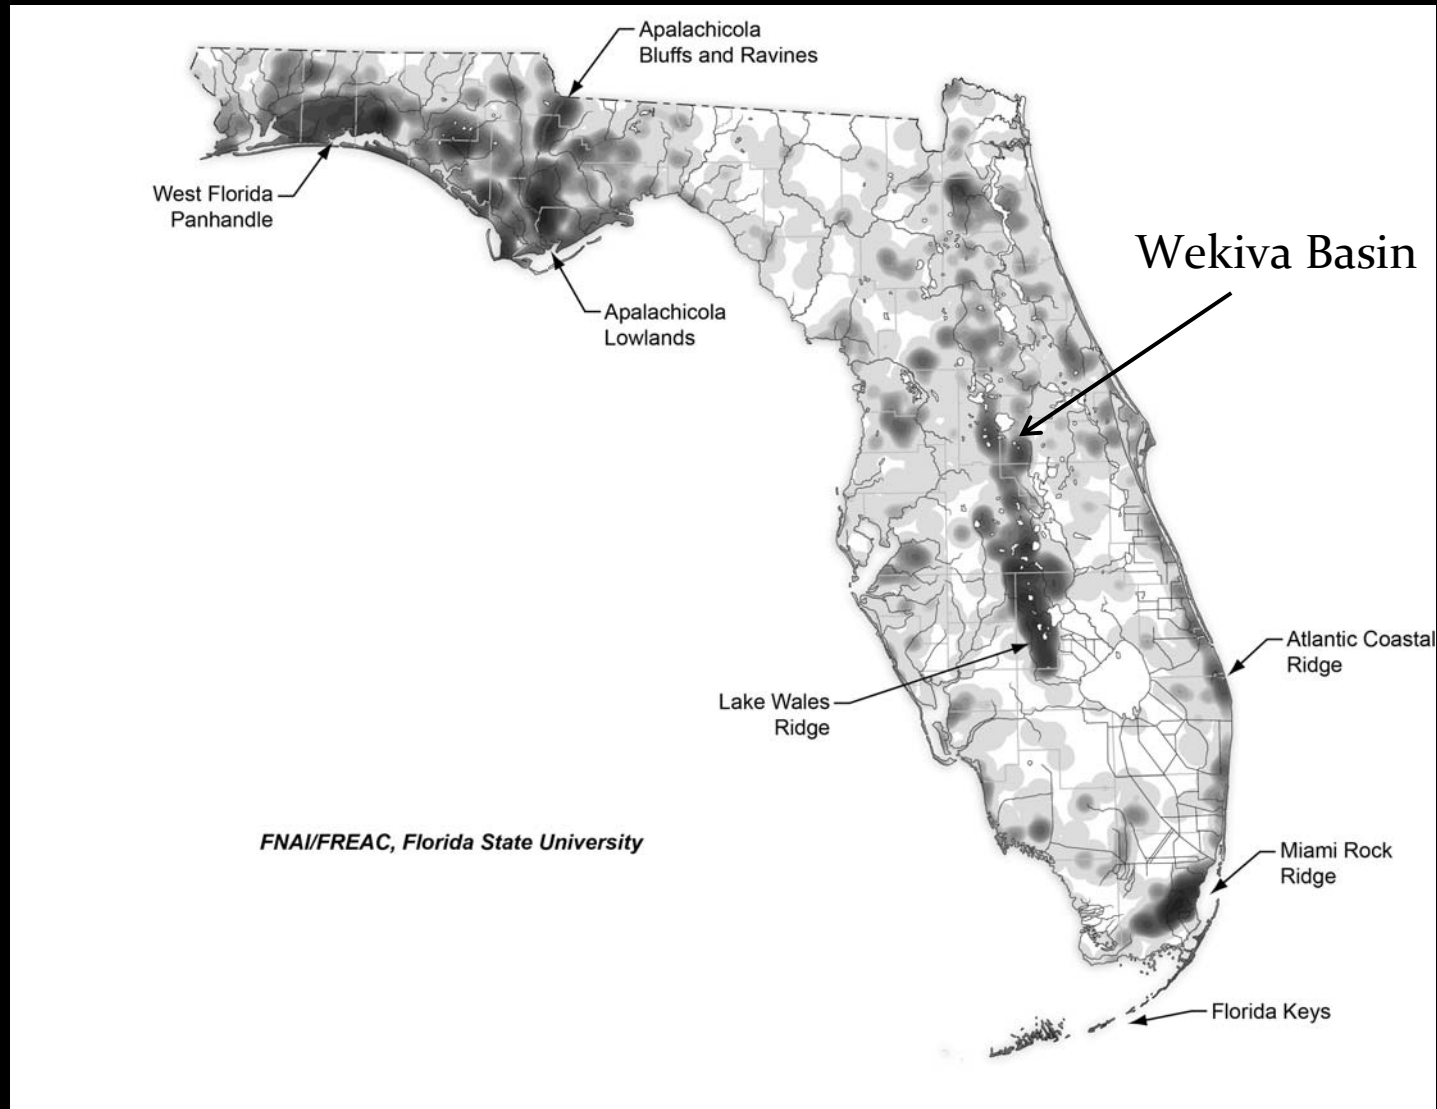 Apalachicola
Bluffs and Ravines
West Florida
Panhandle
Wekiva Basin
Apalachicola
Lowlands
Atlantic Coastal
Ridge
Lake Wales
Ridge
FNAI/FREAC, Florida State University
Miami Rock
Ridge
Florida Keys